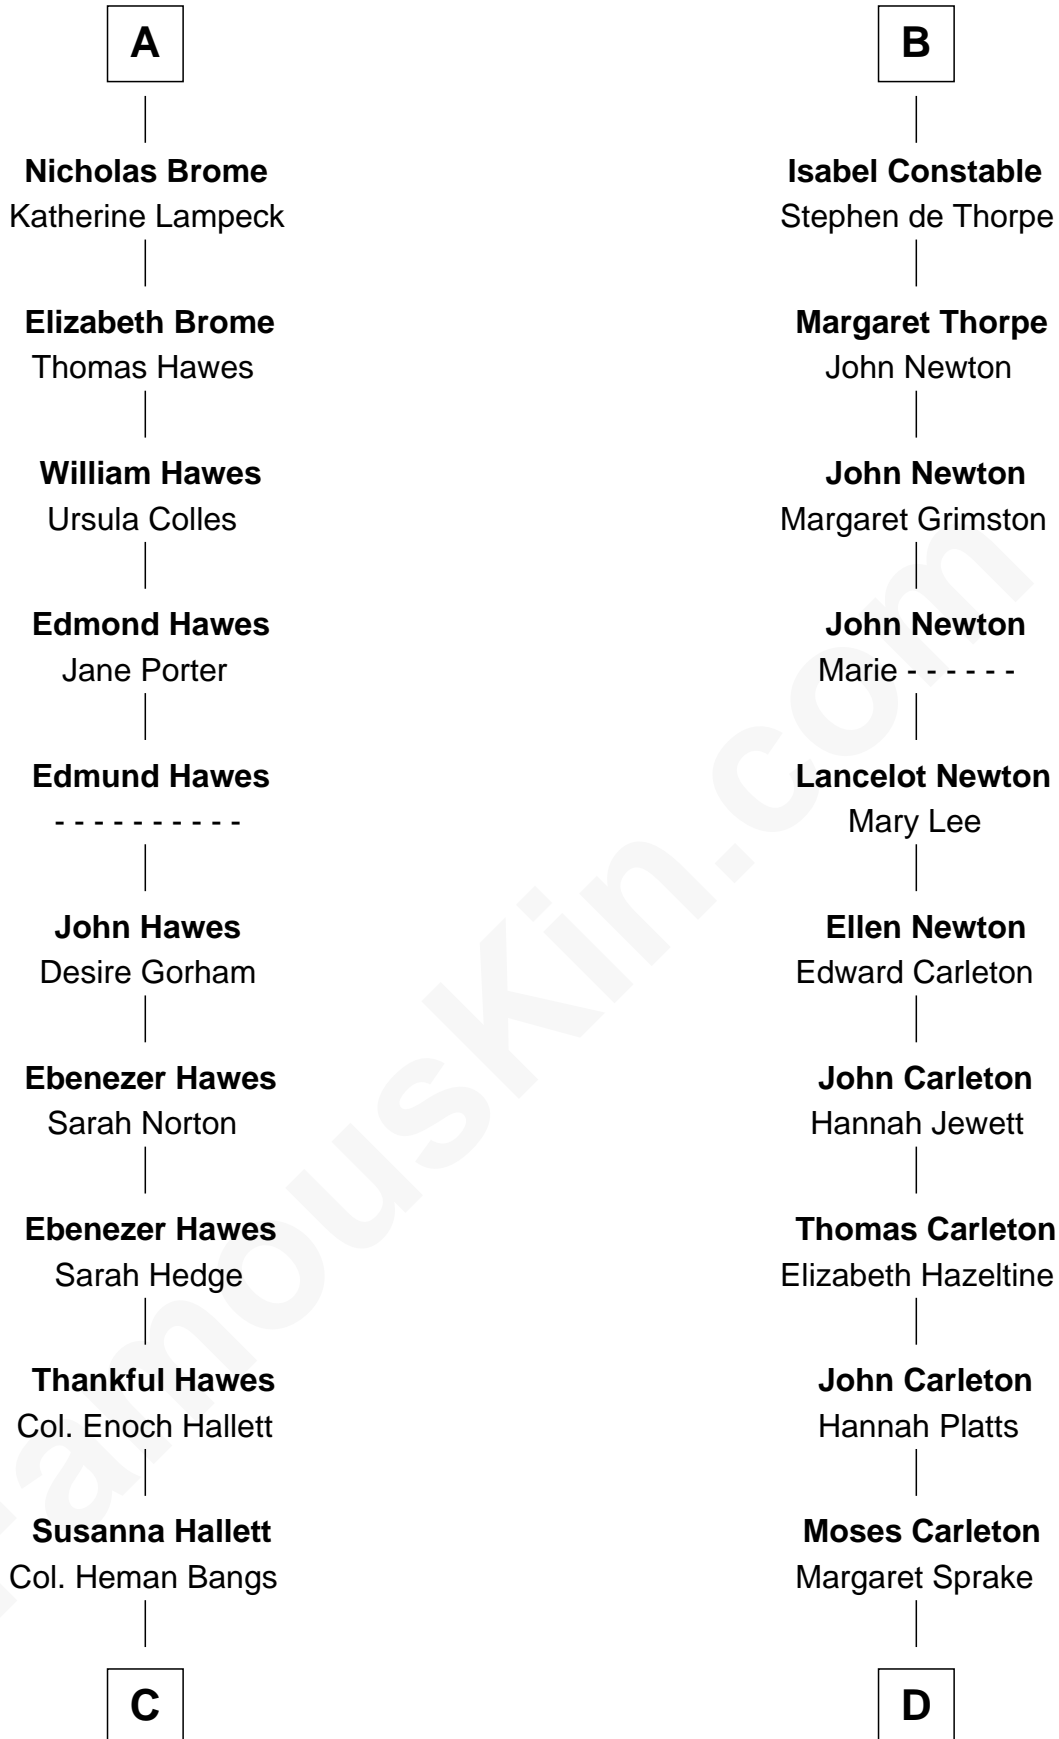 A
Nicholas Brome
Katherine Lampeck
Elizabeth Brome
Thomas Hawes
William Hawes
Ursula Colles
Edmond Hawes
Jane Porter
Edmund Hawes
- - - - - - - - - -
John Hawes
Desire Gorham
Ebenezer Hawes
Sarah Norton
Ebenezer Hawes
Sarah Hedge
Thankful Hawes
Col. Enoch Hallett
Susanna Hallett
Col. Heman Bangs
C
B
Isabel Constable
Stephen de Thorpe
Margaret Thorpe
John Newton
John Newton
Margaret Grimston
John Newton
Marie - - - - - -
Lancelot Newton
Mary Lee
Ellen Newton
Edward Carleton
John Carleton
Hannah Jewett
Thomas Carleton
Elizabeth Hazeltine
John Carleton
Hannah Platts
Moses Carleton
Margaret Sprake
D
FamousKin.com